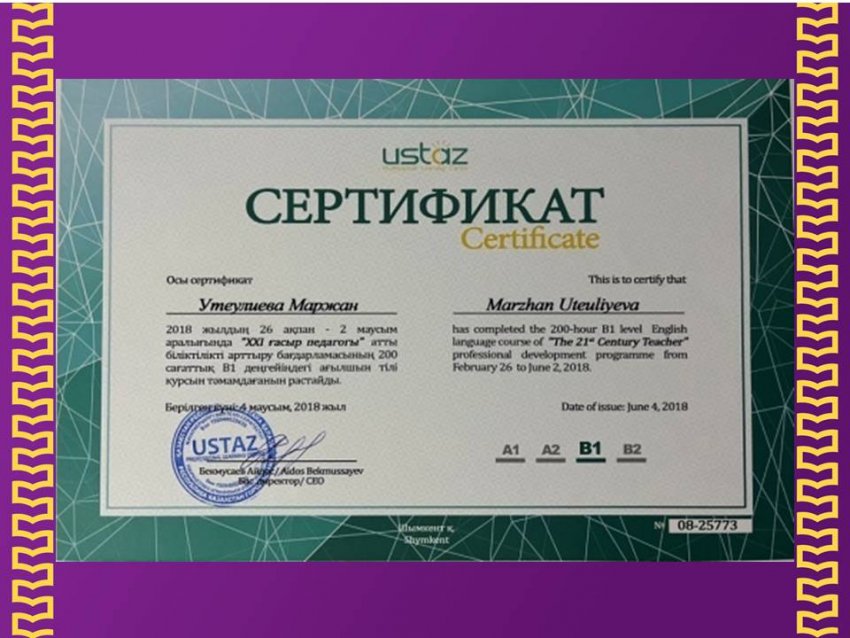 ustaz
СЕРТИФИКАТ
Certificate
Осы сертификат
Утеулиева Маржан
2018 жылдың 26 ақпан - 2 маусым
аралығында "XXI ғасыр педагогы" атты
біліктілікті арттыру бағдарламасының 200
сағаттық B1 деңгейіндегі ағылшын тілі
курсын тәмамдағанын растайды.
Берілген күні: 4 маусым, 2018 жыл
This is to certify that
Marzhan Uteuliyeva
has completed the 200-hour B1 level English
language course of "The 21st Century Teacher"
professional development programme from
February 26 to June 2, 2018.
Date of issue: June 4, 2018
A1 A2 B1 B2
USTAZ
Бекмусаев Айдос / Aidos Bekmussayev
Бас директор/ CEO
Шымкент қ.
Shymkent
№ 08-25773